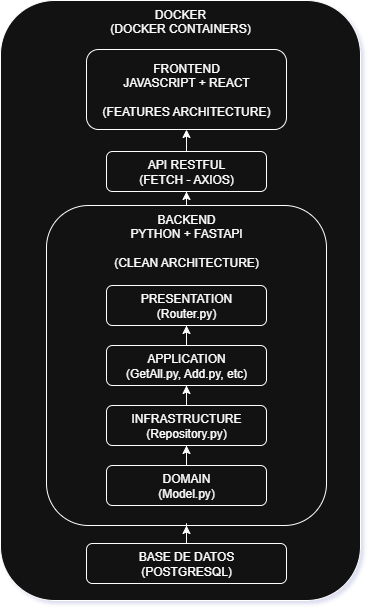 DOCKER
(DOCKER CONTAINERS)
FRONTEND
JAVASCRIPT + REACT
(FEATURES ARCHITECTURE)
API RESTFUL
(FETCH - AXIOS)
BACKEND
PYTHON + FASTAPI
(CLEAN ARCHITECTURE)
PRESENTATION
(Router.py)
APPLICATION
(GetAll.py, Add.py, etc)
INFRASTRUCTURE
(Repository.py)
DOMAIN
(Model.py)
BASE DE DATOS
(POSTGRESQL)